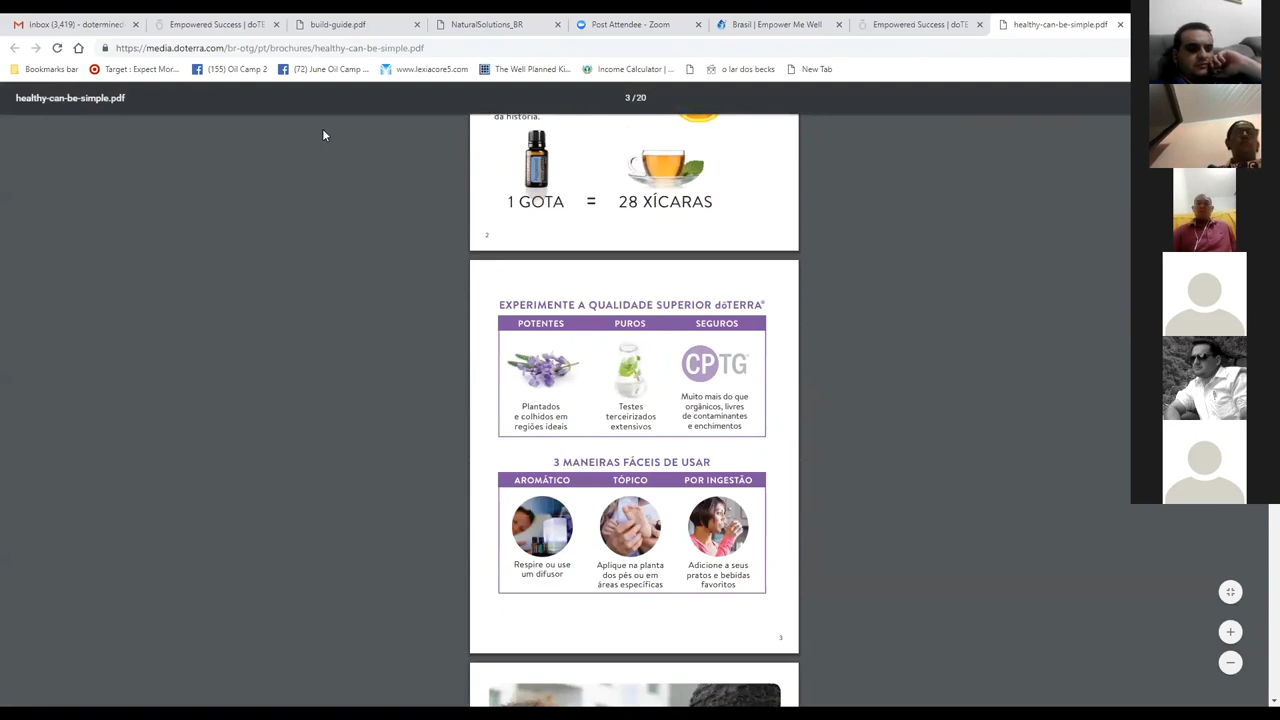 inbox (3,419) - dotermined
Empowered Success | doTE
build-guide.pdf
NaturalSolutions_BR
Post Attendee - Zoom
Brasil | Empower Me Well
Empowered Success | doTE
healthy-can-be-simple.pdf
https://media.doterra.com/br-otg/pt/brochures/healthy-can-be-simple.pdf
Bookmarks bar
Target : Expect Mor...
(155) Oil Camp 2
(72) June Oil Camp ...
www.lexiacore5.com
The Well Planned Ki...
Income Calculator |...
o lar dos becks
New Tab
healthy-can-be-simple.pdf
3 / 20
da história.
1 GOTA = 28 XÍCARAS
2
EXPERIMENTE A QUALIDADE SUPERIOR dōTERRA®
POTENTES
PUROS
SEGUROS
CPTG
Plantados
e colhidos em
regiões ideais
Testes
terceirizados
extensivos
Muito mais do que
orgânicos, livres
de contaminantes
e enchimentos
3 MANEIRAS FÁCEIS DE USAR
AROMÁTICO
TÓPICO
POR INGESTÃO
Respire ou use
um difusor
Aplique na planta
dos pés ou em
áreas específicas
Adicione a seus
pratos e bebidas
favoritos
3